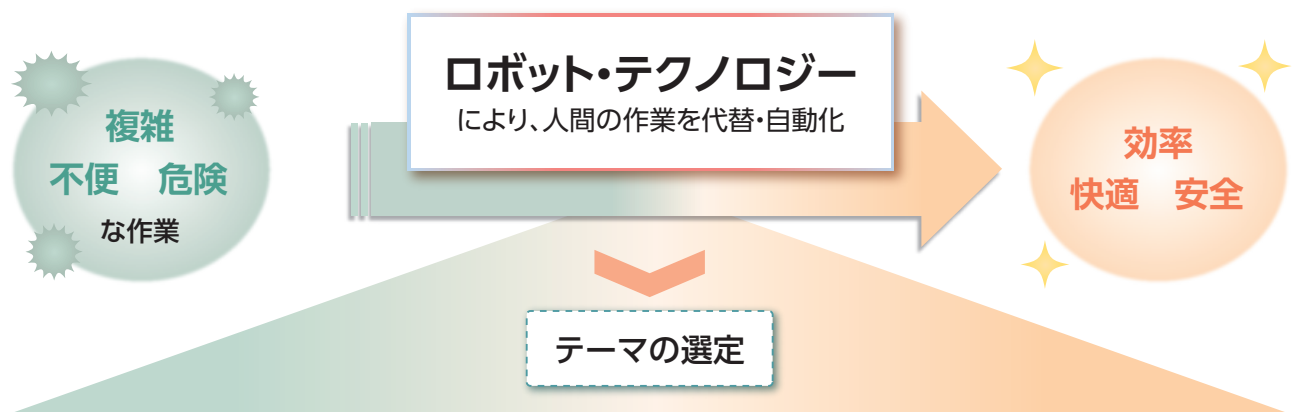 複雑
不便 危険
な作業
ロボット・テクノロジー
により、人間の作業を代替・自動化
効率
快適 安全
テーマの選定